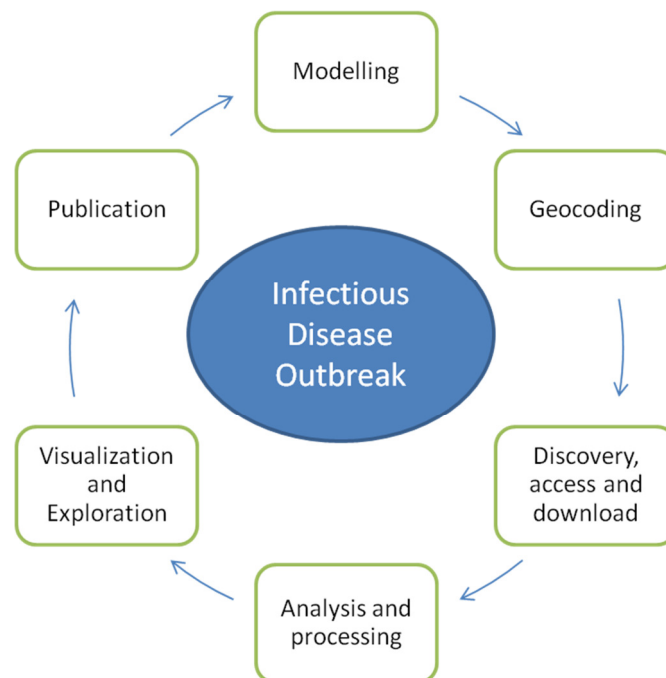 Modelling
Publication
Geocoding
Infectious
Disease
Outbreak
Visualization
and
Exploration
Discovery,
access and
download
Analysis and
processing